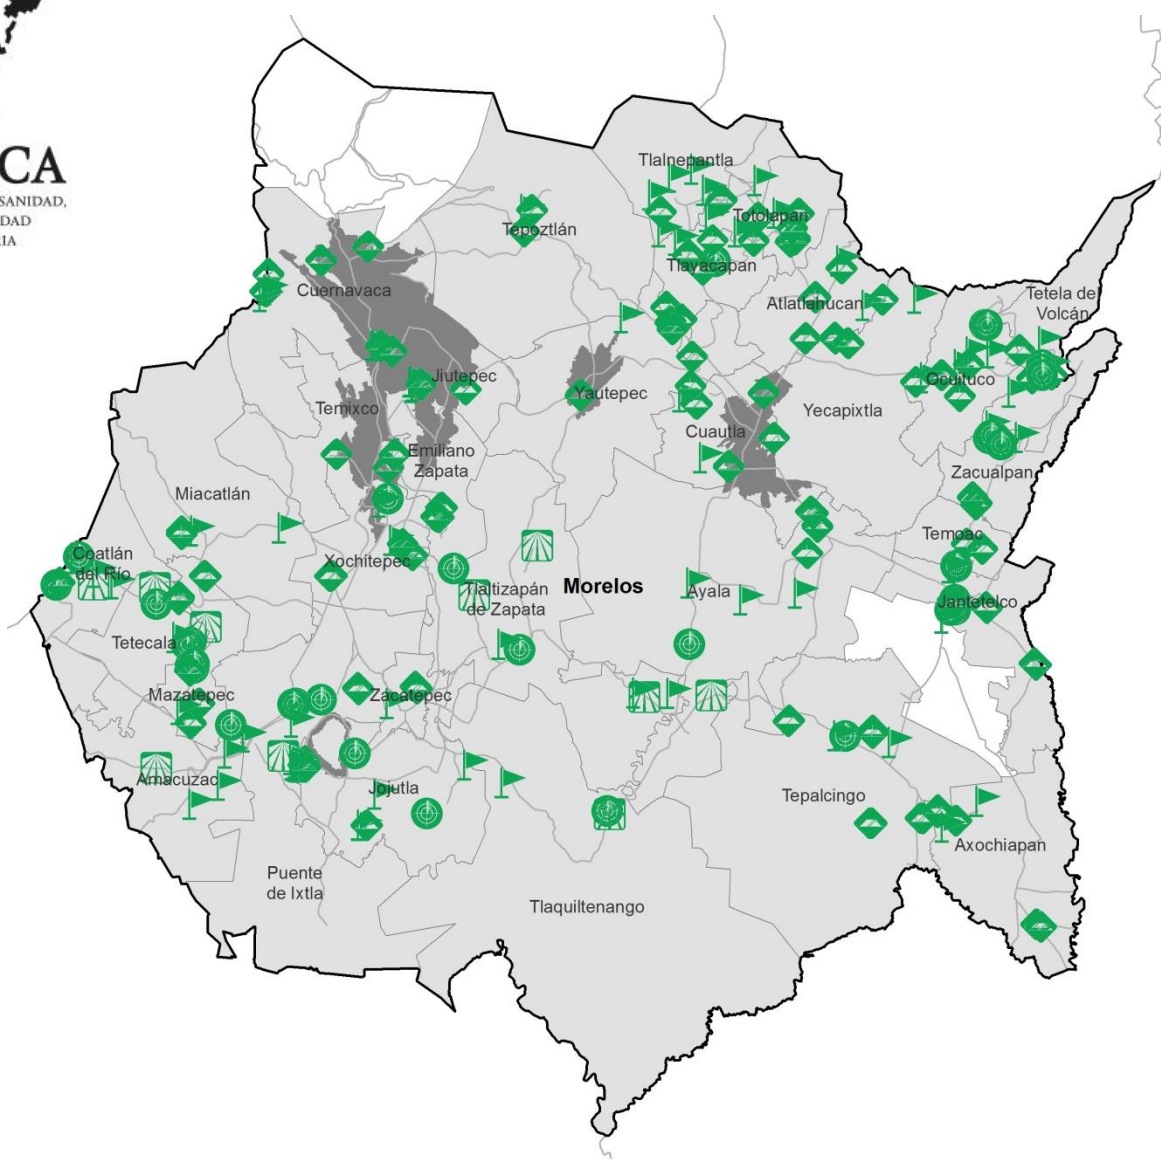 CA
SANIDAD,
DAD
IA
Tlalnepantla
Totolapan
Tepoztlán
Tlayacapan
Cuernavaca
Atlatlahucan
Tetela del
Volcán
Jiutepec
Ocuituco
Yautepec
Temixco
Yecapixtla
Cuautla
Emiliano
Zapata
Zacualpan
Miacatlán
Temoac
Coatlán
del Río
Xochitepec
Morelos
Tlaltizapán
de Zapata
Ayala
Jantetelco
Tetecala
Mazatepec
Zacatepec
Amacuzac
Jojutla
Tepalcingo
Axochiapan
Puente
de Ixtla
Tlaquiltenango